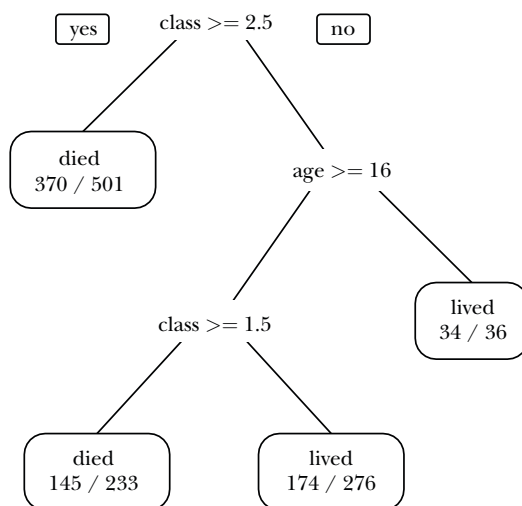 yes
class >= 2.5
no
died
370 / 501
age >= 16
lived
34 / 36
class >= 1.5
died
145 / 233
lived
174 / 276